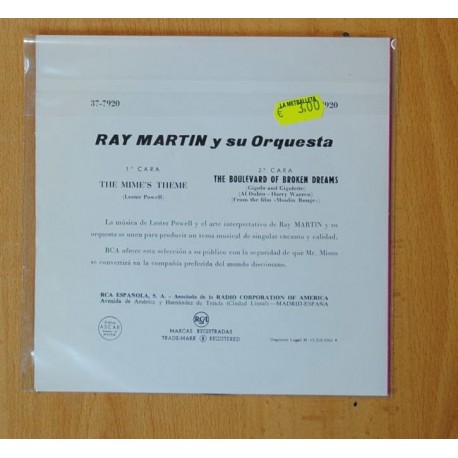 37-7920
LA METRALLETA
€ 3,00
7920
RAY MARTIN y su Orquesta
1ª CARA
THE MIME'S THEME
(Lester Powell)
2ª CARA
THE BOULEVARD OF BROKEN DREAMS
(Gigolo and Gigolette)
(Al Dubin - Harry Warren)
(From the film «Moulin Rouge»)
La música de Lester Powell y el arte interpretativo de Ray MARTIN y su
orquesta se unen para producir un tema musical de singular encanto y calidad.
RCA ofrece esta selección a su público con la seguridad de que Mr. Mimo
se convertirá en la compañía preferida del mundo discómano.
RCA ESPAÑOLA, S. A. - Asociada de la RADIO CORPORATION OF AMERICA
Avenida de América y Hernández de Tejada (Ciudad Lineal) - MADRID-ESPAÑA
ASCAR
RCA
MARCAS REGISTRADAS
TRADE-MARK ® REGISTERED
Depósito Legal M.